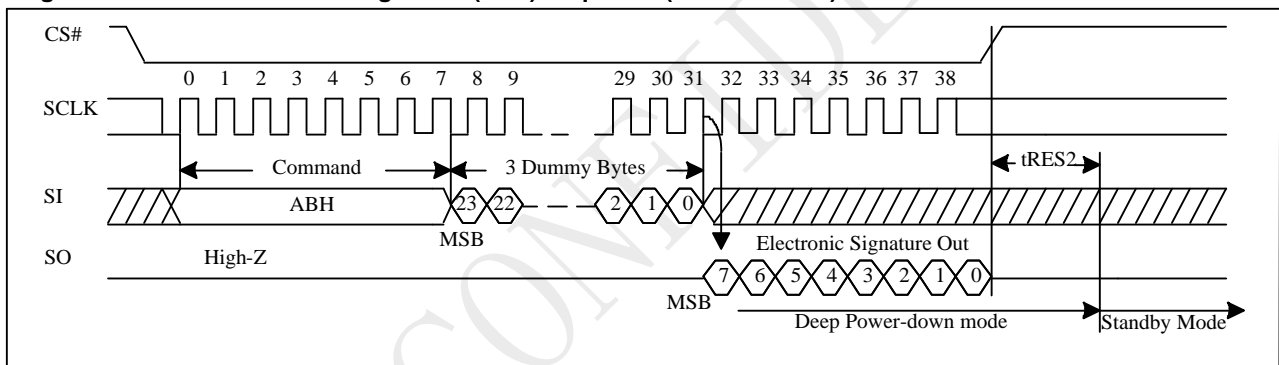 CS#
0 1 2 3 4 5 6 7 8 9 29 30 31 32 33 34 35 36 37 38
SCLK
Command 3 Dummy Bytes tRES2
SI ABH 23 22 2 1 0
MSB
SO High-Z Electronic Signature Out
7 6 5 4 3 2 1 0
MSB
Deep Power-down mode Standby Mode